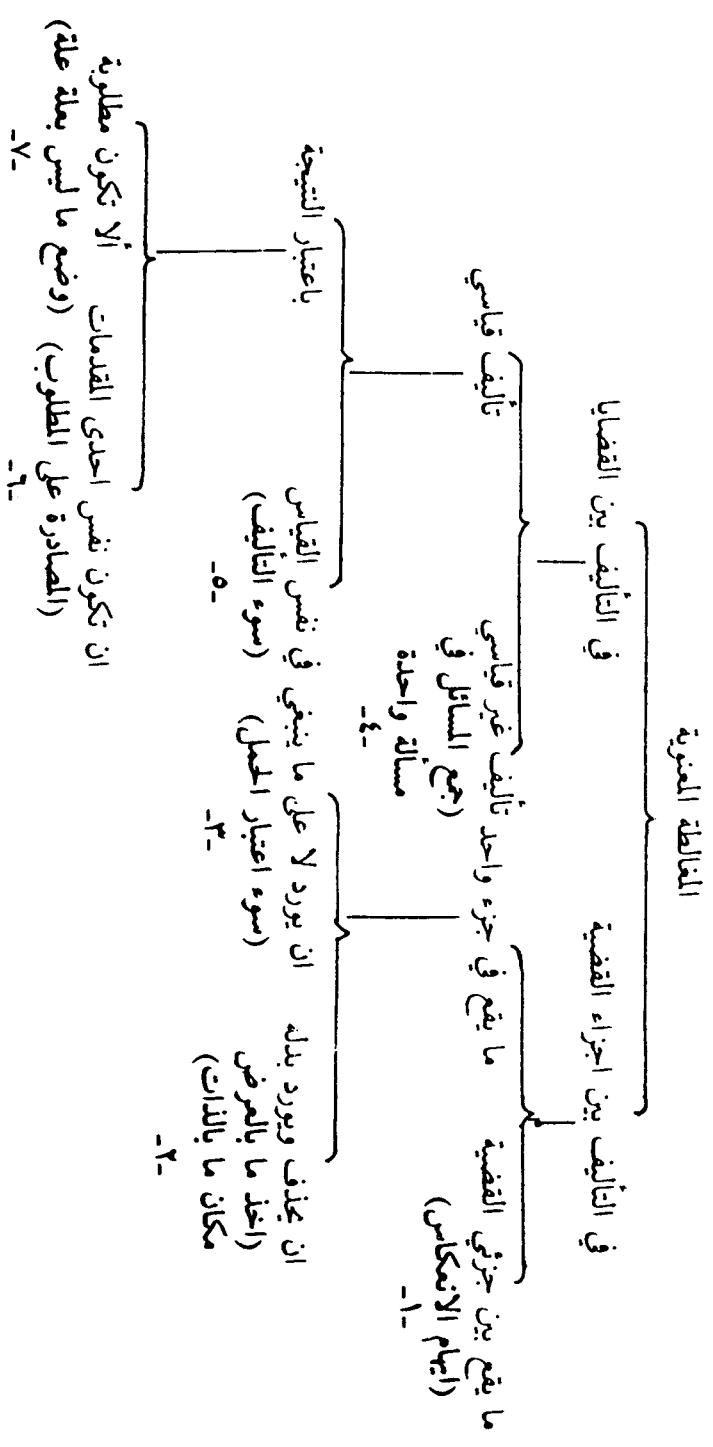 المغالطة المعنوية
في التأليف بين اجزاء القضية
في التأليف بين القضايا
ما يقع بين جزئي القضية
(ايهام الانعكاس)
-١-
ما يقع في جزء واحد
تأليف غير قياسي
(جمع المسائل في
مسألة واحدة
-٤-
تأليف قياسي
ان يحذف ويورد بدله
(اخذ ما بالعرض
مكان ما بالذات)
-٢-
ان يورد لا على ما ينبغي
(سوء اعتبار الحمل)
-٣-
في نفس القياس
(سوء التأليف)
-٥-
باعتبار النتيجة
ان تكون نفس احدى المقدمات
(المصادرة على المطلوب)
-٦-
ألا تكون مطلوبة
(وضع ما ليس بعلة علة)
-٧-